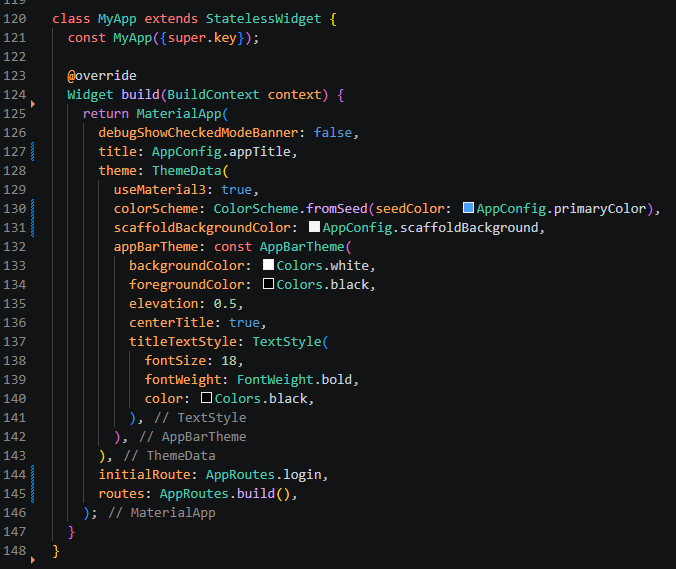 119
120 class MyApp extends StatelessWidget {
121   const MyApp({super.key});
122
123   @override
124   Widget build(BuildContext context) {
125     return MaterialApp(
126       debugShowCheckedModeBanner: false,
127       title: AppConfig.appTitle,
128       theme: ThemeData(
129         useMaterial3: true,
130         colorScheme: ColorScheme.fromSeed(seedColor: AppConfig.primaryColor),
131         scaffoldBackgroundColor: AppConfig.scaffoldBackground,
132         appBarTheme: const AppBarTheme(
133           backgroundColor: Colors.white,
134           foregroundColor: Colors.black,
135           elevation: 0.5,
136           centerTitle: true,
137           titleTextStyle: TextStyle(
138             fontSize: 18,
139             fontWeight: FontWeight.bold,
140             color: Colors.black,
141           ), // TextStyle
142         ), // AppBarTheme
143       ), // ThemeData
144       initialRoute: AppRoutes.login,
145       routes: AppRoutes.build(),
146     ); // MaterialApp
147   }
148 }